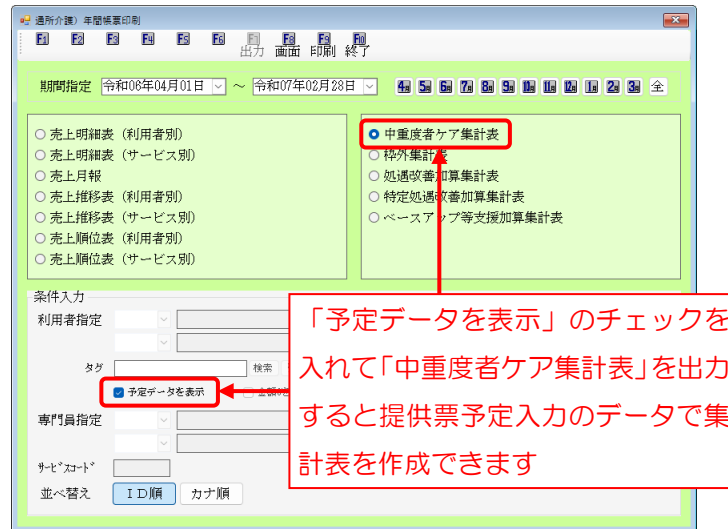 通所介護）年間帳票印刷
F1 F2 F3 F4 F5 F6 F7 F8 F9 F10
出力 画面 印刷 終了
期間指定 令和06年04月01日 ～ 令和07年02月28日 4月 5月 6月 7月 8月 9月 10月 11月 12月 1月 2月 3月 全
売上明細表（利用者別）
売上明細表（サービス別）
売上月報
売上推移表（利用者別）
売上推移表（サービス別）
売上順位表（利用者別）
売上順位表（サービス別）
中重度者ケア集計表
枠外集計表
処遇改善加算集計表
特定処遇改善加算集計表
ベースアップ等支援加算集計表
条件入力
利用者指定
タグ 検索
予定データを表示 金額
専門員指定
ｻｰﾋﾞｽｺｰﾄﾞ
並べ替え ＩＤ順 カナ順
「予定データを表示」のチェックを
入れて「中重度者ケア集計表」を出力
すると提供票予定入力のデータで集
計表を作成できます